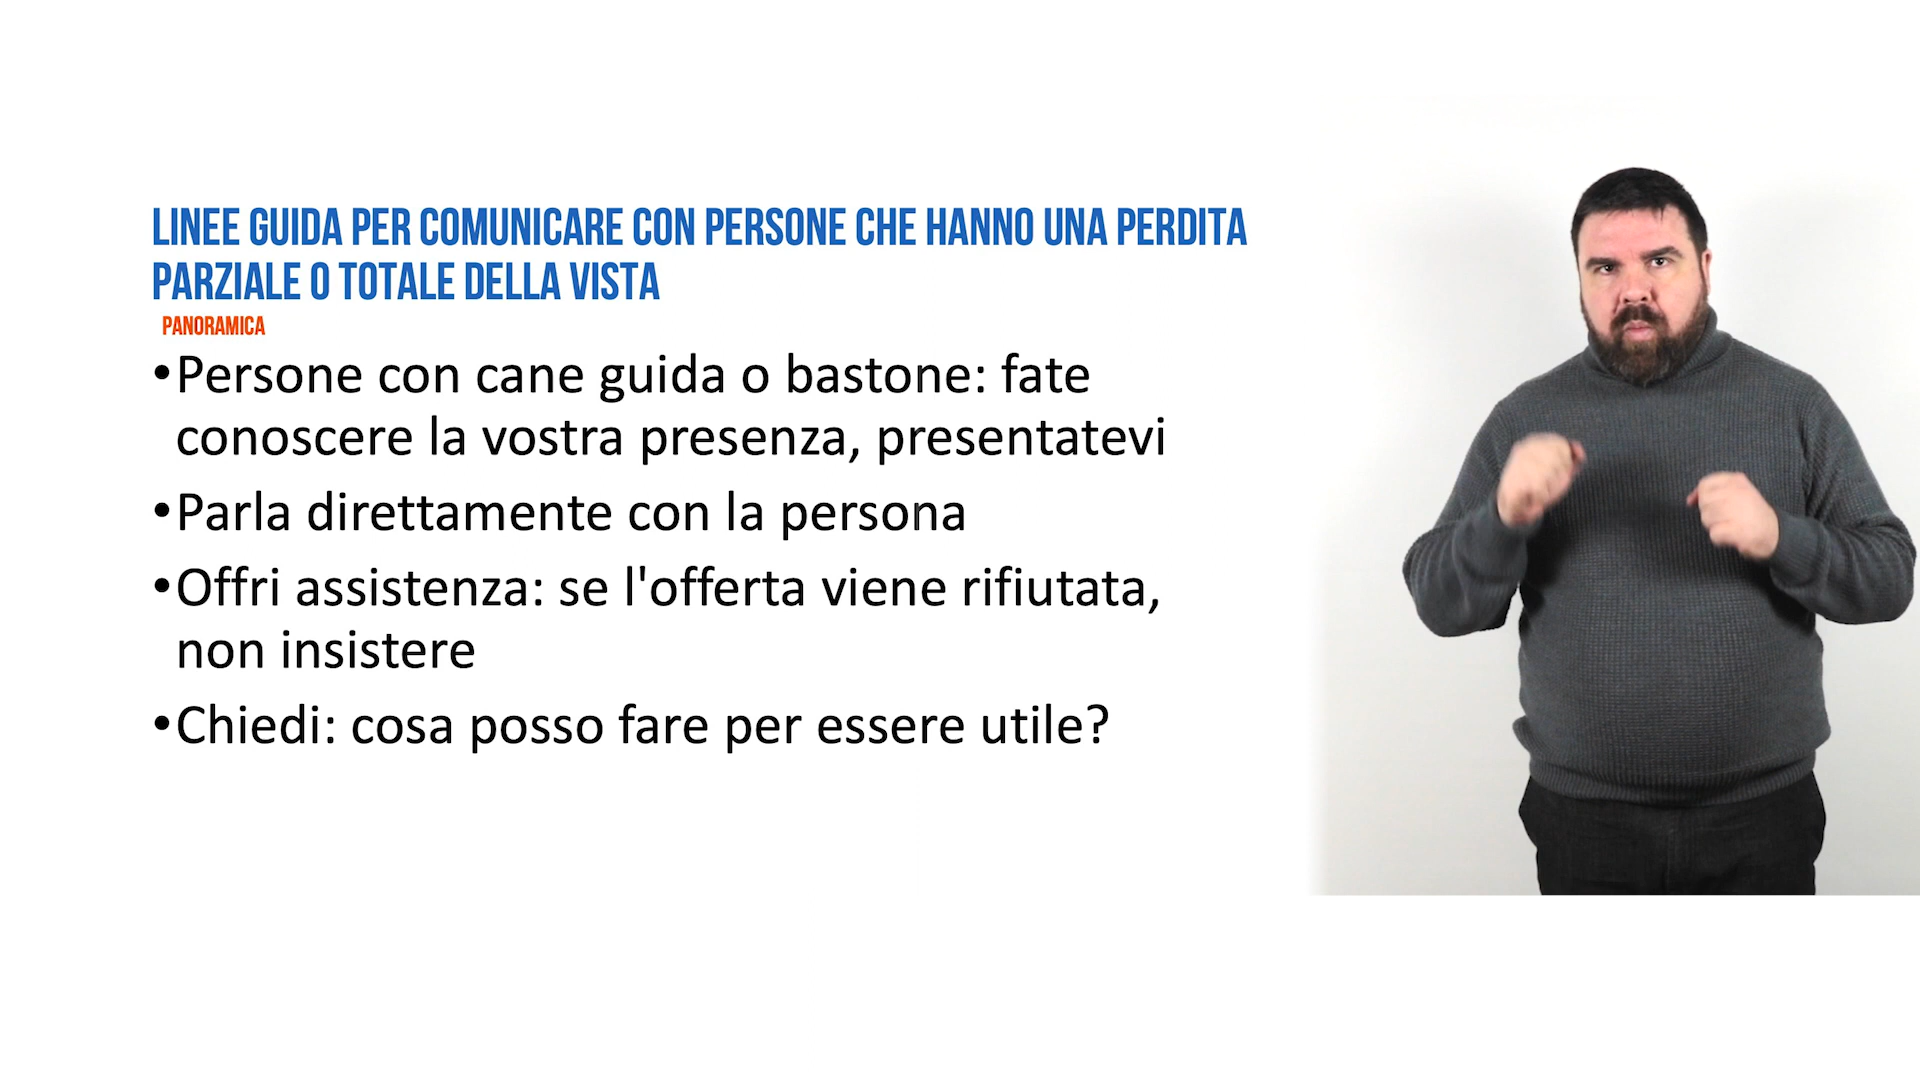 LINEE GUIDA PER COMUNICARE CON PERSONE CHE HANNO UNA PERDITA
PARZIALE O TOTALE DELLA VISTA
PANORAMICA
•Persone con cane guida o bastone: fate
conoscere la vostra presenza, presentatevi
•Parla direttamente con la persona
•Offri assistenza: se l'offerta viene rifiutata,
non insistere
•Chiedi: cosa posso fare per essere utile?